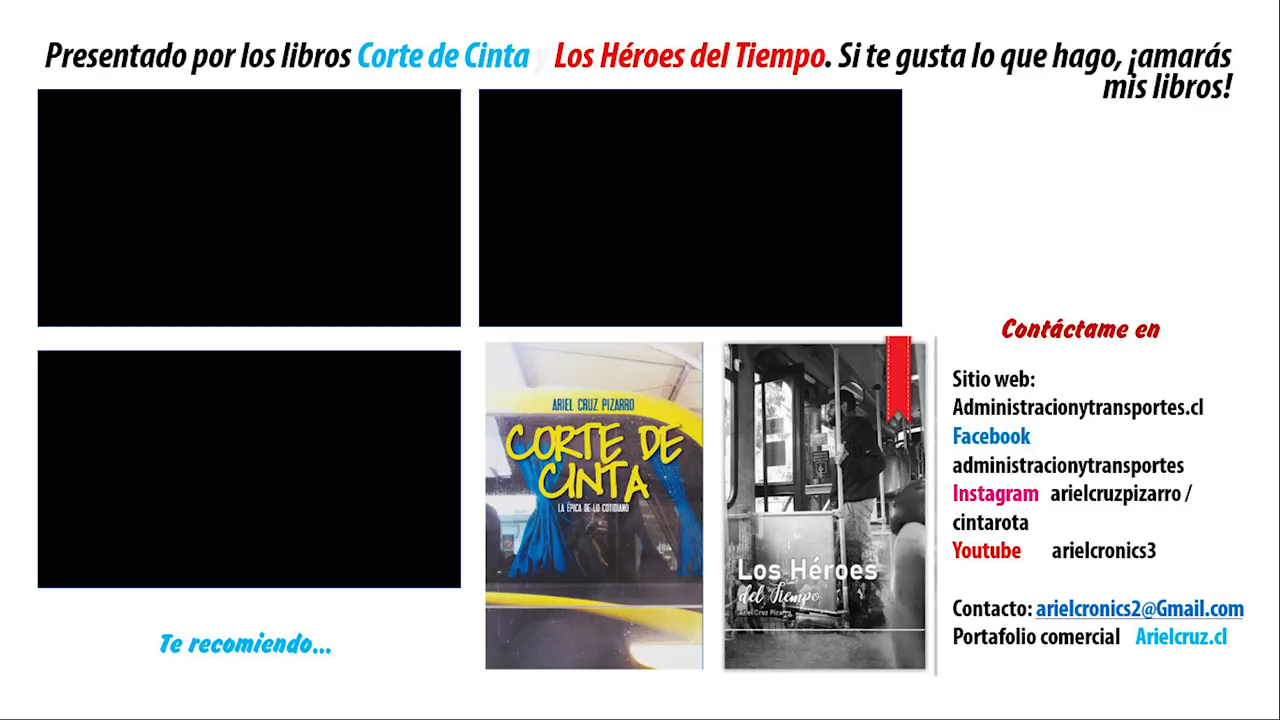 Presentado por los libros Corte de Cinta y Los Héroes del Tiempo. Si te gusta lo que hago, ¡amarás
mis libros!
ARIEL CRUZ PIZARRO
CORTE DE
CINTA
LA ÉPICA DE LO COTIDIANO
Los Héroes
del Tiempo
Ariel Cruz Pizarro
Te recomiendo...
Contáctame en
Sitio web:
Administracionytransportes.cl
Facebook
administracionytransportes
Instagram arielcruzpizarro /
cintarota
Youtube arielcronics3
Contacto: arielcronics2@Gmail.com
Portafolio comercial Arielcruz.cl